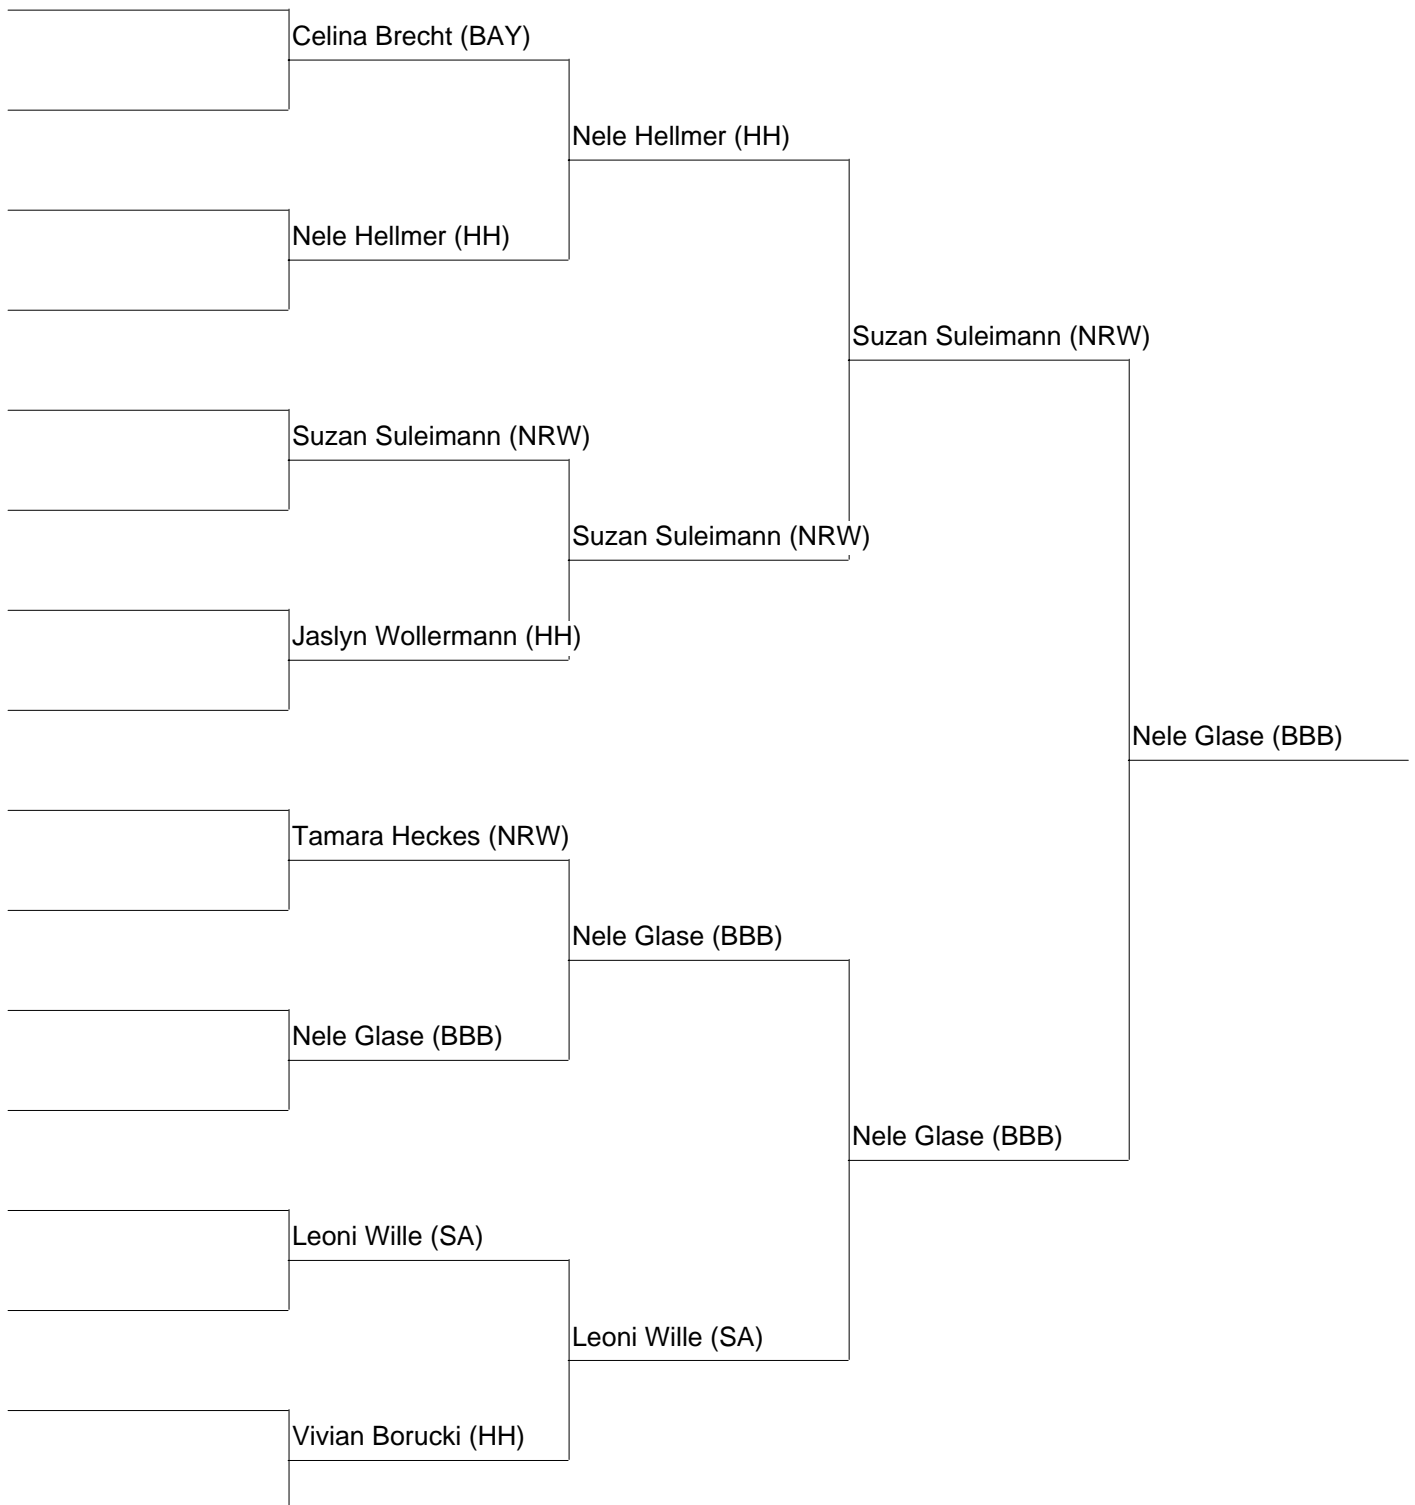 Celina Brecht (BAY)
Nele Hellmer (HH)
Nele Hellmer (HH)
Suzan Suleimann (NRW)
Suzan Suleimann (NRW)
Suzan Suleimann (NRW)
Jaslyn Wollermann (HH)
Nele Glase (BBB)
Tamara Heckes (NRW)
Nele Glase (BBB)
Nele Glase (BBB)
Nele Glase (BBB)
Leoni Wille (SA)
Leoni Wille (SA)
Vivian Borucki (HH)